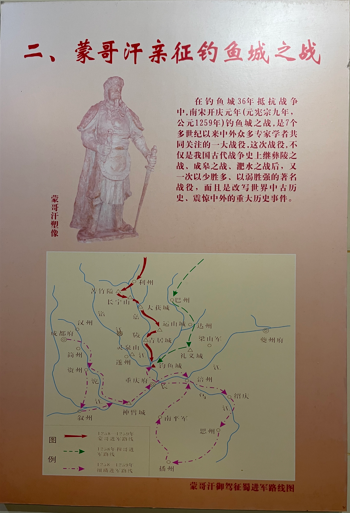 二、蒙哥汗亲征钓鱼城之战
在钓鱼城36年抵抗战争
中,南宋开庆元年(元宪宗九年,
公元1259年)钓鱼城之战,是7个
多世纪以来中外众多专家学者共
同关注的一大战役,这次战役,不
仅是我国古代战争史上继彝陵之
战、成皋之战、淝水之战后,又
一次以少胜多、以弱胜强的著名
战役,而且是改写世界中古历
史、震惊中外的重大历史事件。
蒙哥汗塑像
利州
苦竹隘
长宁山
大获城
巴州
运山城
达州
汉州
成都府
青居城
梁山军
夔州府
礼义城
钓鱼城
重庆府
涪州
神臂城
叙州
南平军
思州
绍庆
播州
图例
蒙哥汗御驾征蜀进军路线图